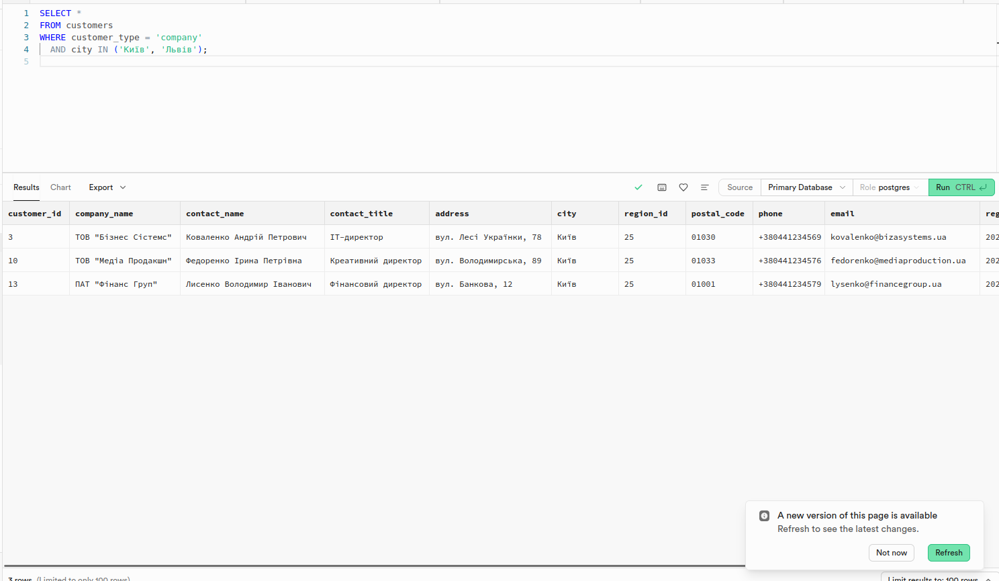 1 SELECT *
2 FROM customers
3 WHERE customer_type = 'company'
4 AND city IN ('Київ', 'Львів');
5
Results Chart Export Source Primary Database Role postgres Run CTRL
customer_id company_name contact_name contact_title address city region_id postal_code phone email reg
3 ТОВ "Бізнес Сістемс" Коваленко Андрій Петрович ІТ-директор вул. Лесі Українки, 78 Київ 25 01030 +380441234569 kovalenko@bizasystems.ua 202
10 ТОВ "Медіа Продакшн" Федоренко Ірина Петрівна Креативний директор вул. Володимирська, 89 Київ 25 01033 +380441234576 fedorenko@mediaproduction.ua 202
13 ПАТ "Фінанс Груп" Лисенко Володимир Іванович Фінансовий директор вул. Банкова, 12 Київ 25 01001 +380441234579 lysenko@financegroup.ua 202
A new version of this page is available
Refresh to see the latest changes.
Not now Refresh
3 rows (Limited to only 100 rows) Limit results to: 100 rows